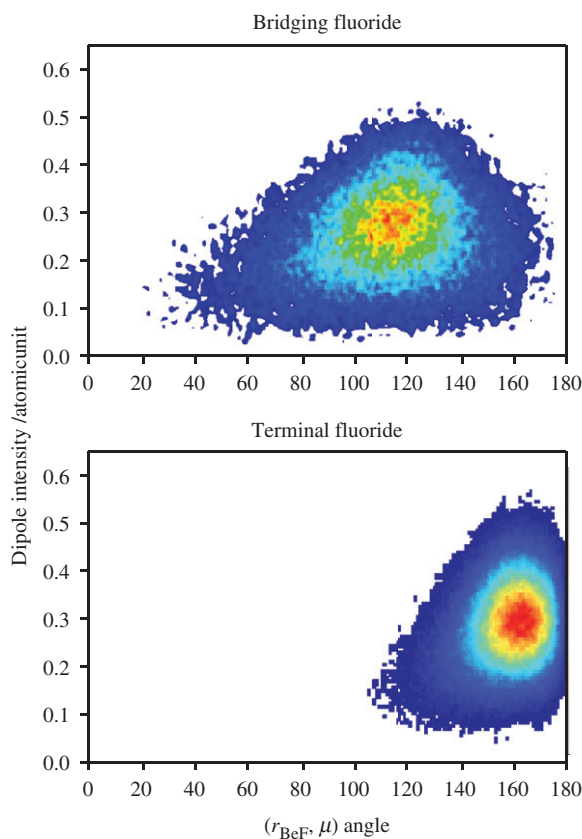 Bridging fluoride
0.6
0.5
0.4
0.3
0.2
0.1
0.0
0 20 40 60 80 100 120 140 160 180
Dipole intensity /atomicunit
Terminal fluoride
0.6
0.5
0.4
0.3
0.2
0.1
0.0
0 20 40 60 80 100 120 140 160 180
(r_BeF, μ) angle